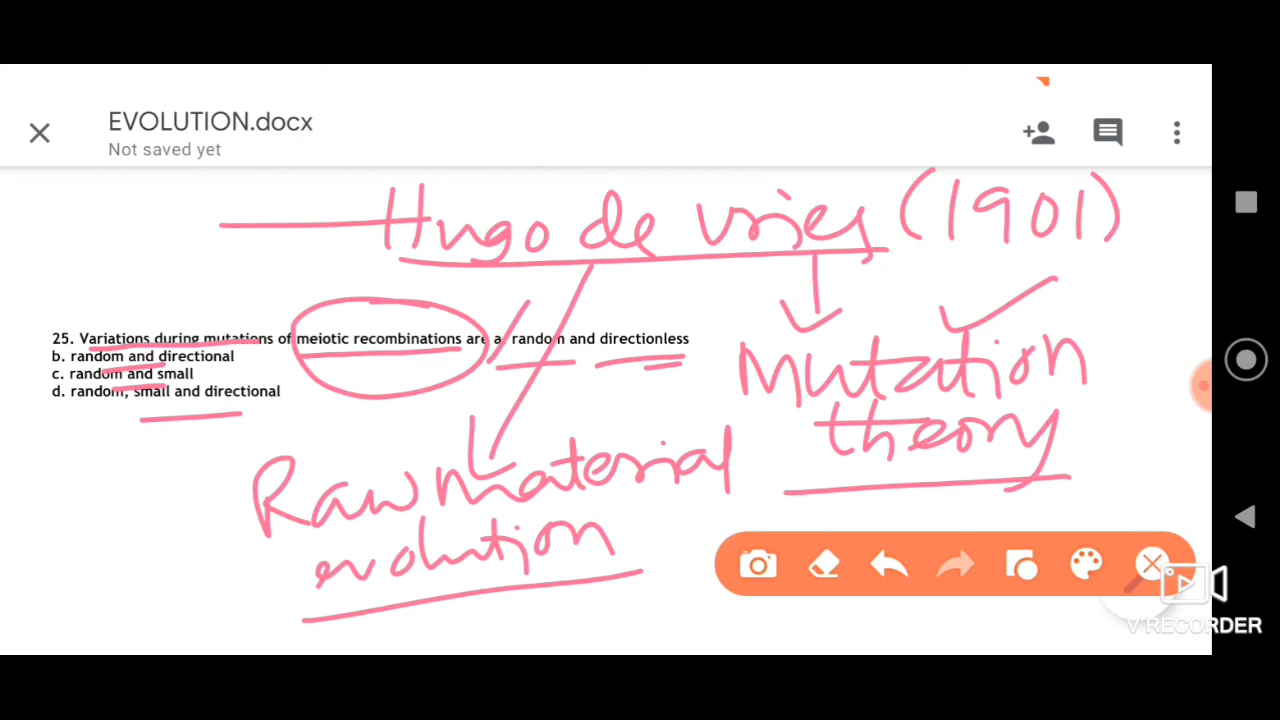 EVOLUTION.docx
Not saved yet
Hugo de vries (1901)
25. Variations during mutations of meiotic recombinations are a. random and directionless
b. random and directional
c. random and small
d. random, small and directional
Mutation
theory
Raw material
evolution
V RECORDER